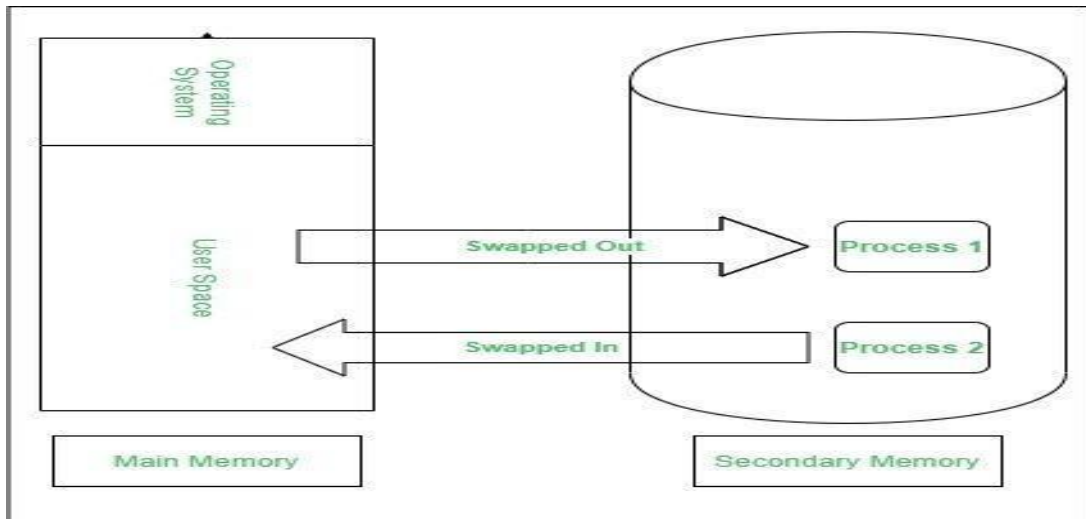 Operating
System
User Space
Swapped Out
Process 1
Swapped In
Process 2
Main Memory
Secondary Memory